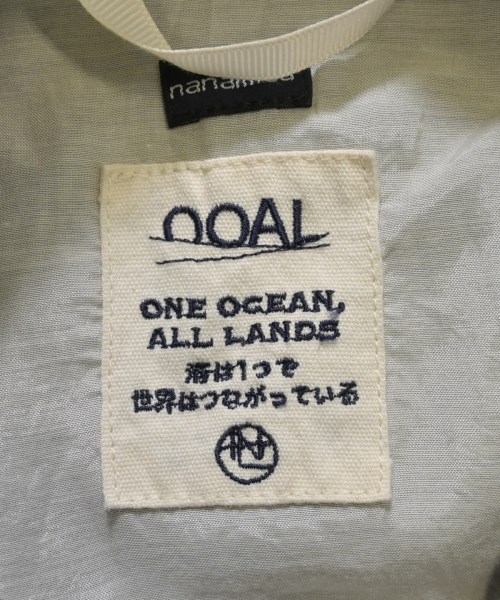 nanamica
OOAL
ONE OCEAN,
ALL LANDS
海は1つで
世界はつながっている